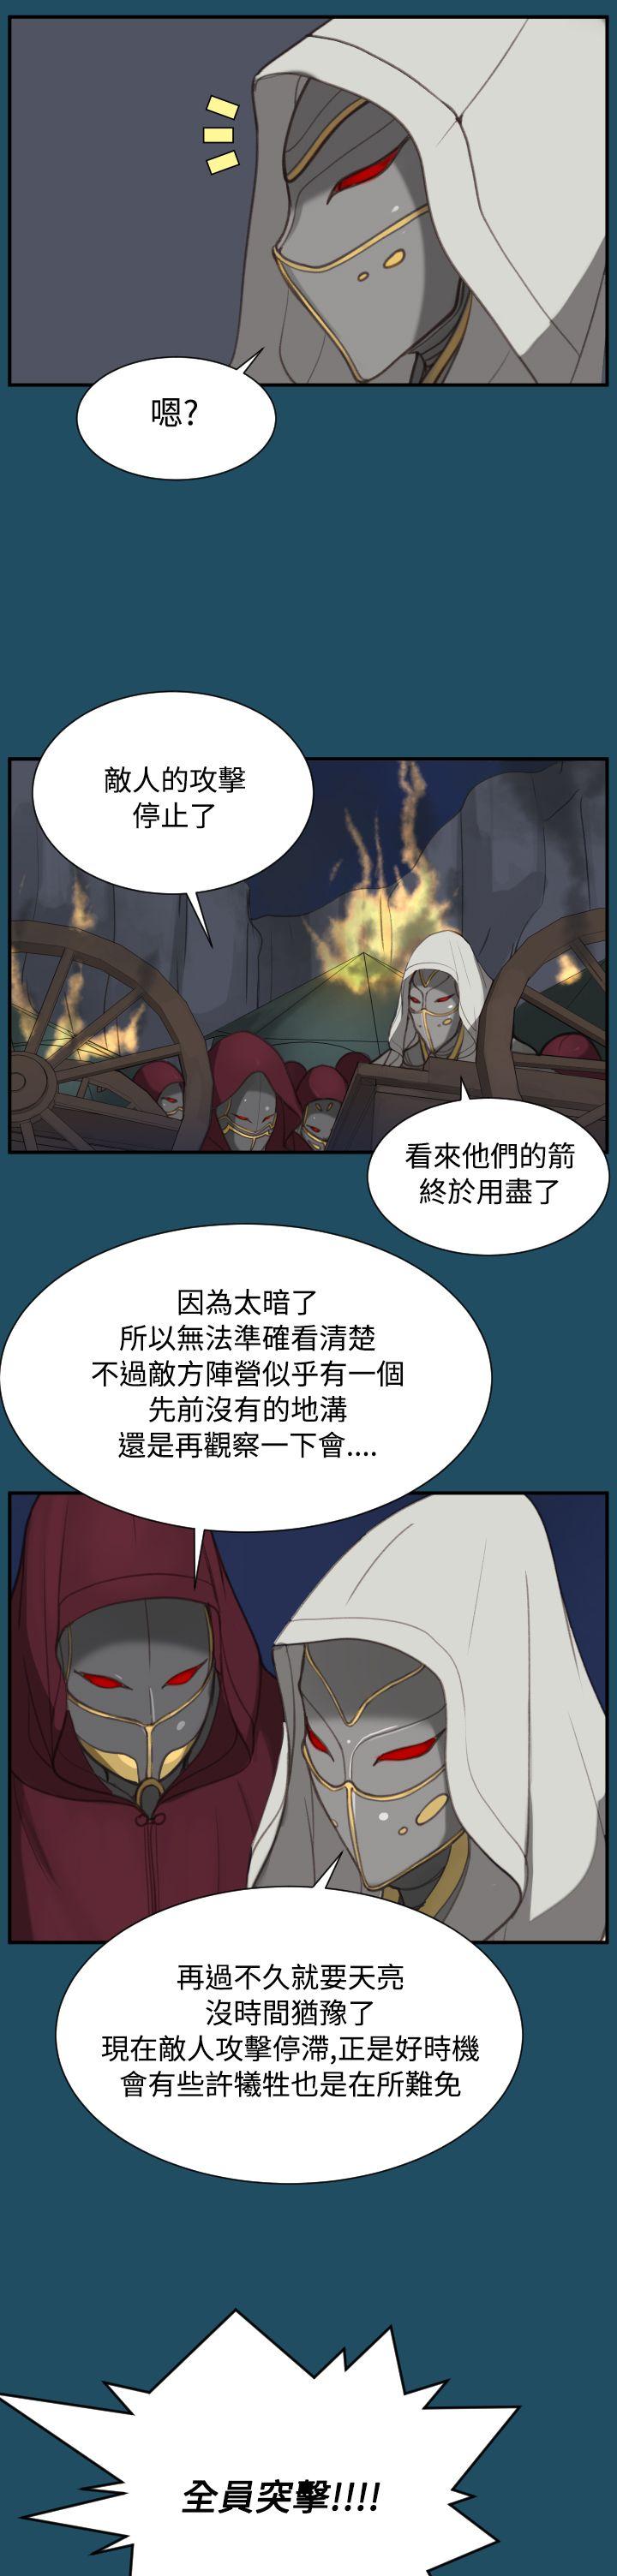 嗯?
敵人的攻擊
停止了
看來他們的箭
終於用盡了
因為太暗了
所以無法準確看清楚
不過敵方陣營似乎有一個
先前沒有的地溝
還是再觀察一下會....
再過不久就要天亮
沒時間猶豫了
現在敵人攻擊停滯,正是好時機
會有些許犧牲也是在所難免
全員突擊!!!!